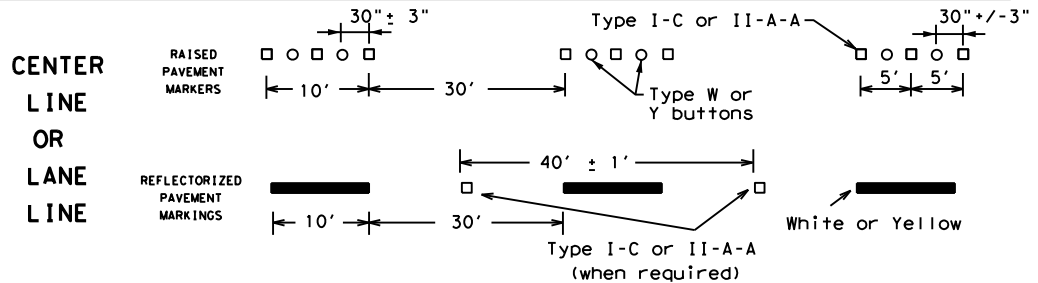 CENTER
LINE
OR
LANE
LINE
RAISED
PAVEMENT
MARKERS
30"± 3"
10'
30'
Type I-C or II-A-A
Type W or
Y buttons
30"+/-3"
5'
5'
REFLECTORIZED
PAVEMENT
MARKINGS
10'
30'
40' ± 1'
Type I-C or II-A-A
(when required)
White or Yellow